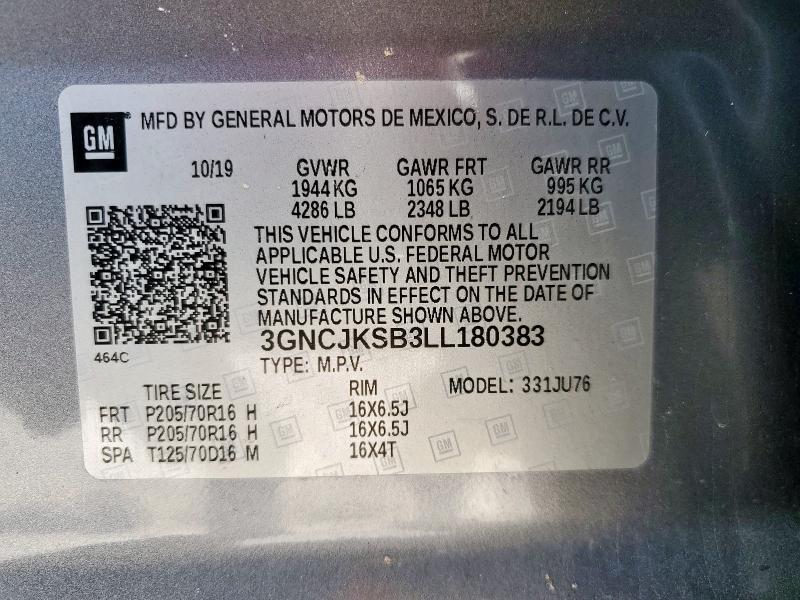 GM
MFD BY GENERAL MOTORS DE MEXICO, S. DE R.L. DE C.V.
10/19 GVWR GAWR FRT GAWR RR
1944 KG 1065 KG 995 KG
4286 LB 2348 LB 2194 LB
THIS VEHICLE CONFORMS TO ALL
APPLICABLE U.S. FEDERAL MOTOR
VEHICLE SAFETY AND THEFT PREVENTION
STANDARDS IN EFFECT ON THE DATE OF
MANUFACTURE SHOWN ABOVE.
3GNCJKSB3LL180383
464C
TYPE: M.P.V.
TIRE SIZE RIM MODEL: 331JU76
FRT P205/70R16 H 16X6.5J
RR P205/70R16 H 16X6.5J
SPA T125/70D16 M 16X4T